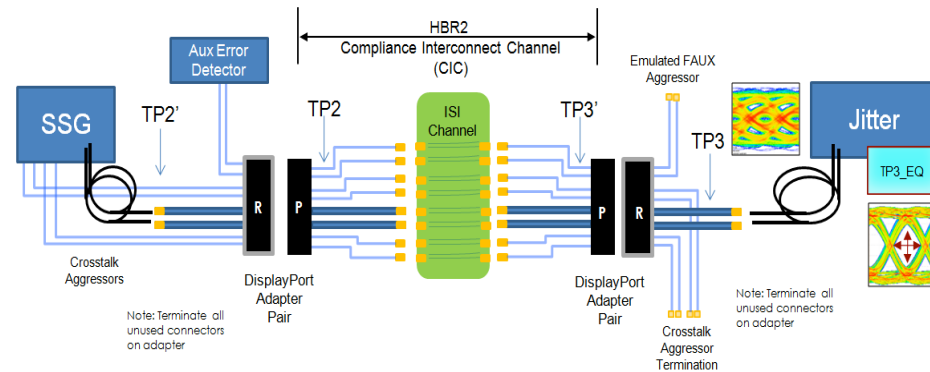 HBR2
Compliance Interconnect Channel
(CIC)
Aux Error
Detector
Emulated FAUX
Aggressor
SSG
TP2'
TP2
ISI
Channel
TP3'
TP3
Jitter
TP3_EQ
R
P
P
R
Crosstalk
Aggressors
DisplayPort
Adapter
Pair
DisplayPort
Adapter
Pair
Note: Terminate all
unused connectors
on adapter
Note: Terminate all
unused connectors
on adapter
Crosstalk
Aggressor
Termination